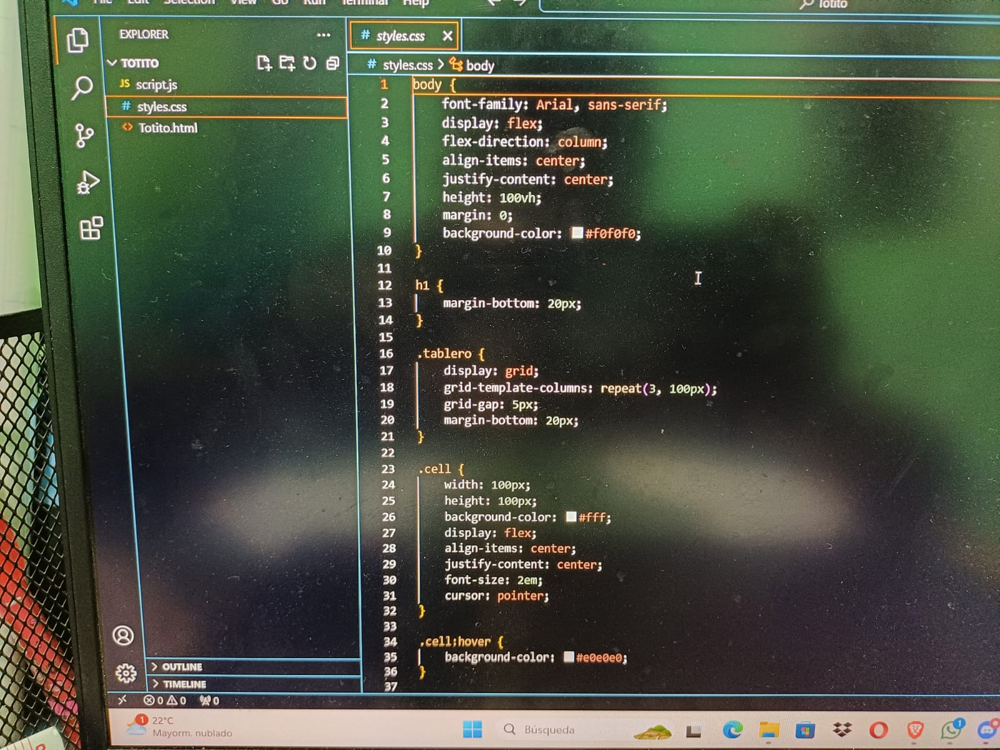 File Edit Selection View Go Run Terminal Help
Totito
EXPLORER
TOTITO
script.js
styles.css
Totito.html
OUTLINE
TIMELINE
# styles.css
# styles.css > body
1 body {
2 font-family: Arial, sans-serif;
3 display: flex;
4 flex-direction: column;
5 align-items: center;
6 justify-content: center;
7 height: 100vh;
8 margin: 0;
9 background-color: #f0f0f0;
10 }
11
12 h1 {
13 margin-bottom: 20px;
14 }
15
16 .tablero {
17 display: grid;
18 grid-template-columns: repeat(3, 100px);
19 grid-gap: 5px;
20 margin-bottom: 20px;
21 }
22
23 .cell {
24 width: 100px;
25 height: 100px;
26 background-color: #fff;
27 display: flex;
28 align-items: center;
29 justify-content: center;
30 font-size: 2em;
31 cursor: pointer;
32 }
33
34 .cell;hover {
35 background-color: #e0e0e0;
36 }
37
0 0 0
1 22°C
Mayorm. nublado
Búsqueda
1